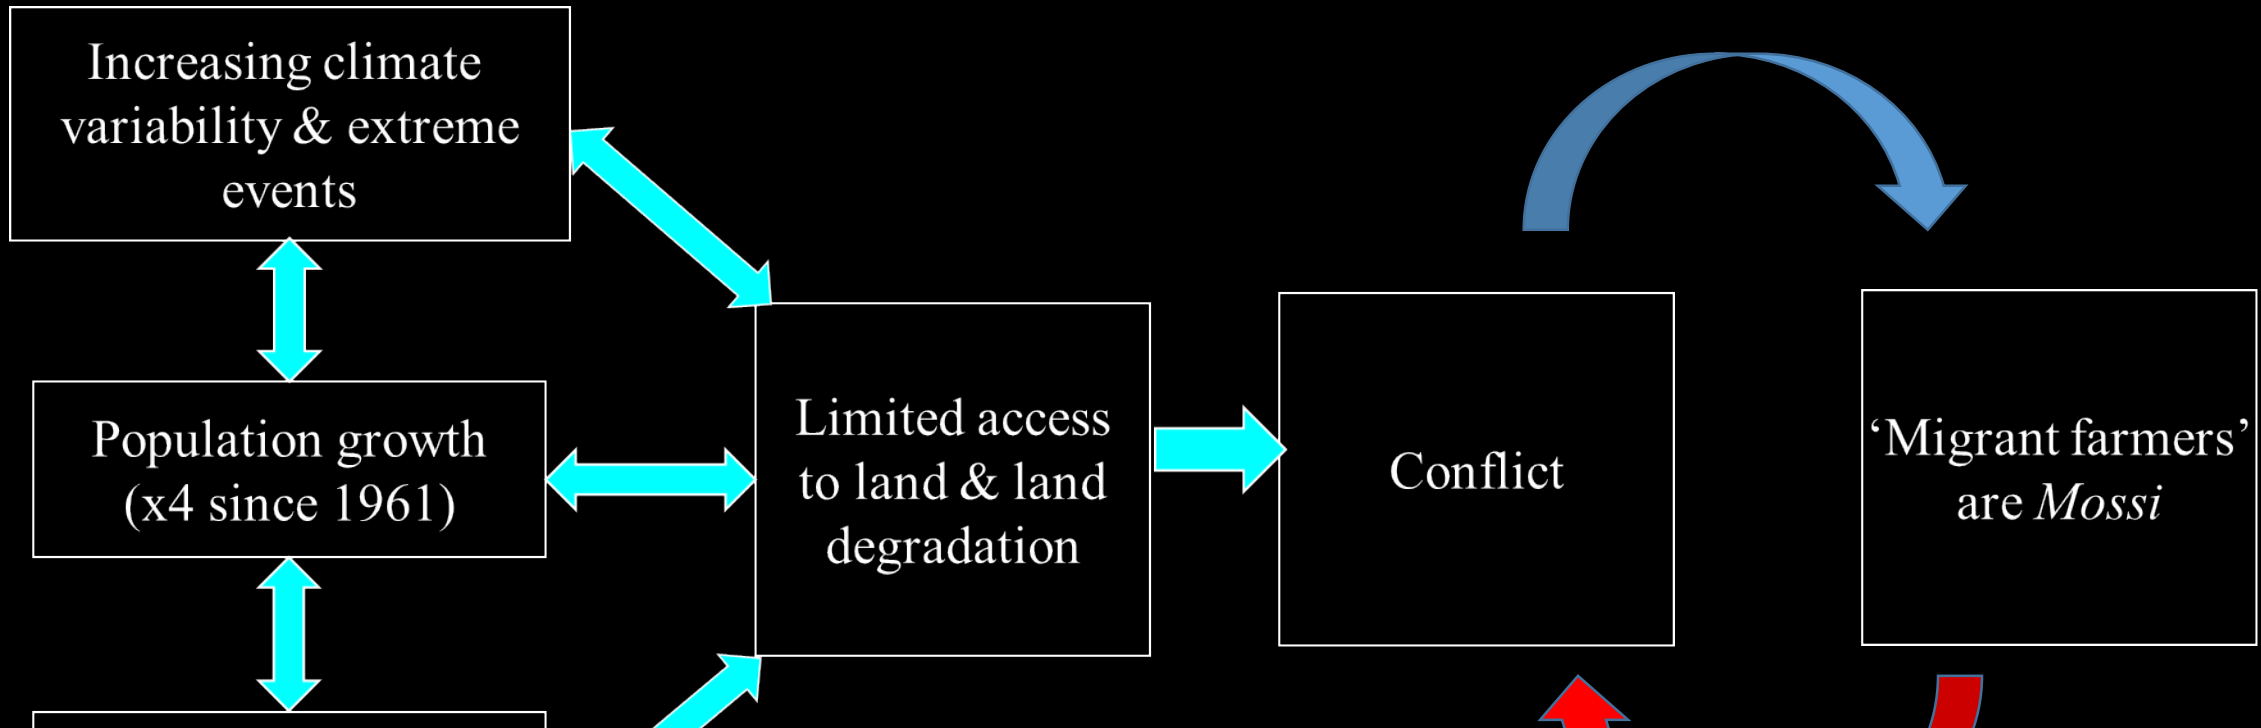 Increasing climate
variability & extreme
events
Population growth
(x4 since 1961)
Limited access
to land & land
degradation
Conflict
‘Migrant farmers’
are Mossi